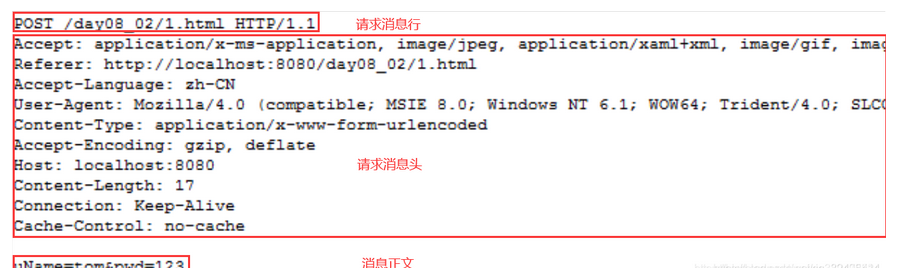 POST /day08_02/1.html HTTP/1.1 请求消息行
Accept: application/x-ms-application, image/jpeg, application/xaml+xml, image/gif,
Referer: http://localhost:8080/day08_02/1.html
Accept-Language: zh-CN
User-Agent: Mozilla/4.0 (compatible; MSIE 8.0; Windows NT 6.1; WOW64; Trident/4.0;
Content-Type: application/x-www-form-urlencoded
Accept-Encoding: gzip, deflate
Host: localhost:8080 请求消息头
Content-Length: 17
Connection: Keep-Alive
Cache-Control: no-cache
uName=tom&pwd=123 消息正文